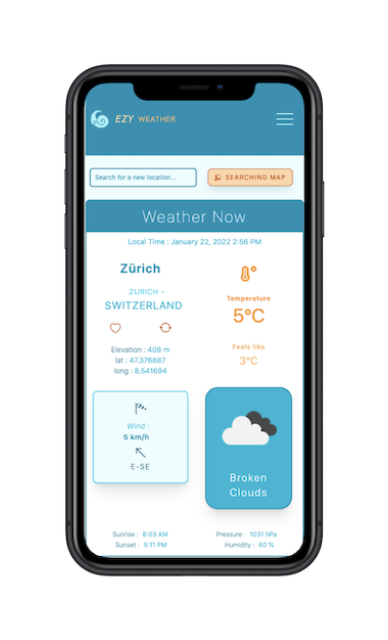 EZY WEATHER
Search for a new location...
SEARCHING MAP
Weather Now
Local Time : January 22, 2022 2:56 PM
Zürich
ZURICH -
SWITZERLAND
Elevation : 408 m
lat : 47.376887
long : 8.541694
Temperature
5°C
Feels like
3°C
Wind :
5 km/h
E-SE
Broken
Clouds
Sunrise : 8:03 AM
Sunset : 5:11 PM
Pressure : 1031 hPa
Humidity : 60 %